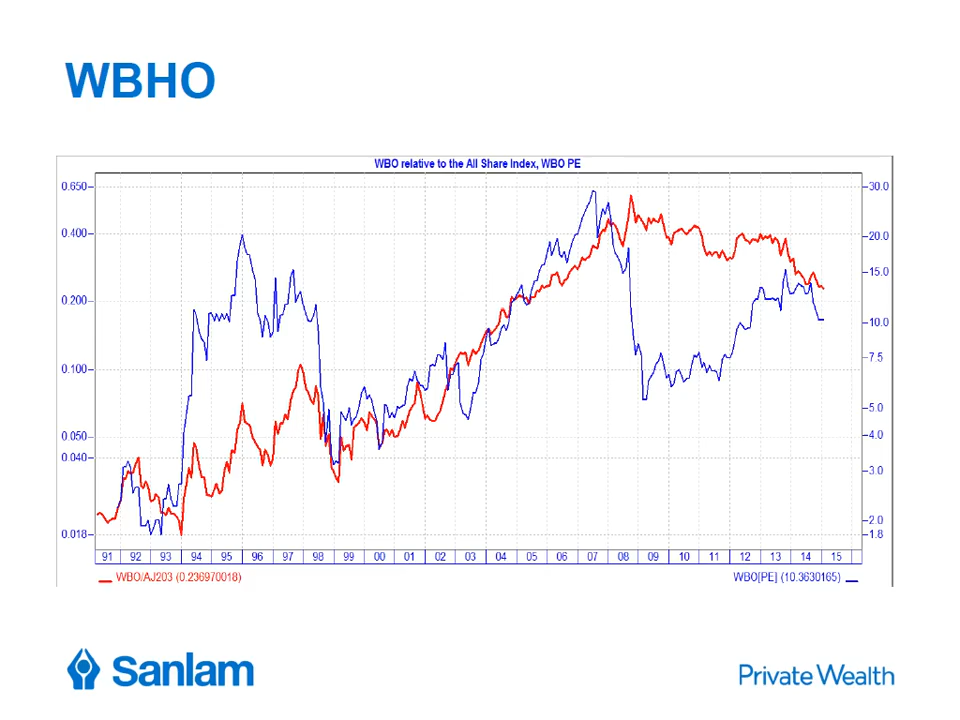 WBHO
WBO relative to the All Share Index, WBO PE
0.650
0.400
0.200
0.100
0.050
0.040
0.018
30.0
20.0
15.0
10.0
7.5
5.0
4.0
3.0
2.0
1.8
91 92 93 94 95 96 97 98 99 00 01 02 03 04 05 06 07 08 09 10 11 12 13 14 15
WBO/AJ203 (0.236970018)
WBO[PE] (10.3630165)
Sanlam
Private Wealth